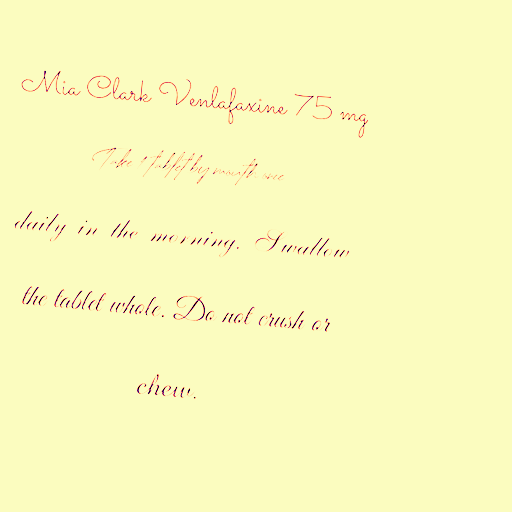 Mia Clark Venlafaxine 75 mg
Take 1 tablet by mouth once
daily in the morning. Swallow
the tablet whole. Do not crush or
chew.